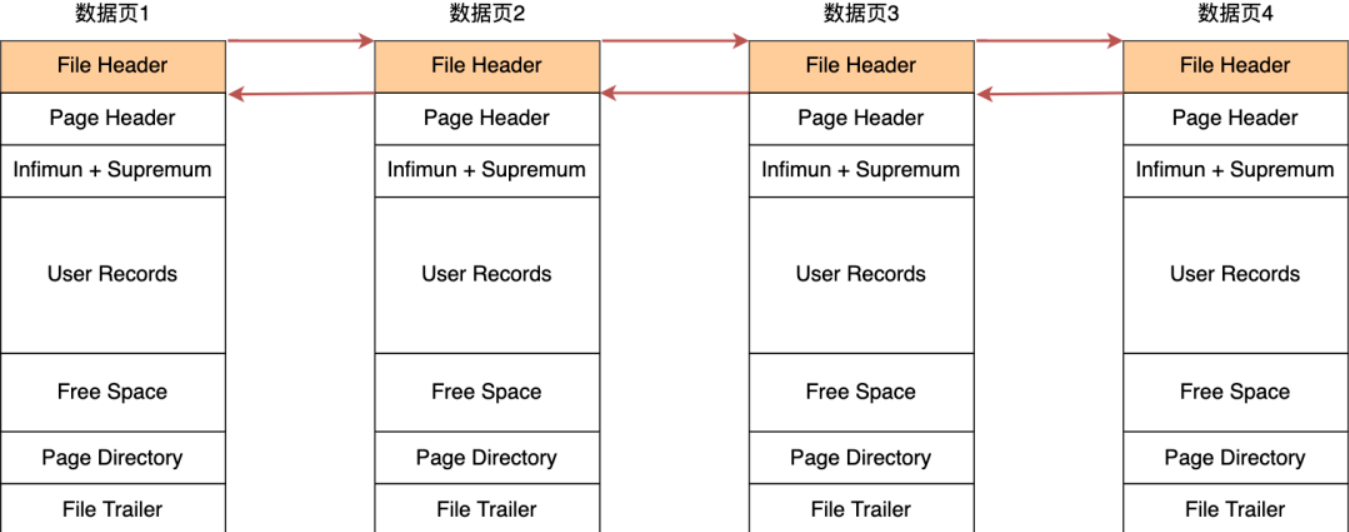 数据页1 数据页2 数据页3 数据页4
File Header File Header File Header File Header
Page Header Page Header Page Header Page Header
Infimun + Supremum Infimun + Supremum Infimun + Supremum Infimun + Supremum
User Records User Records User Records User Records
Free Space Free Space Free Space Free Space
Page Directory Page Directory Page Directory Page Directory
File Trailer File Trailer File Trailer File Trailer